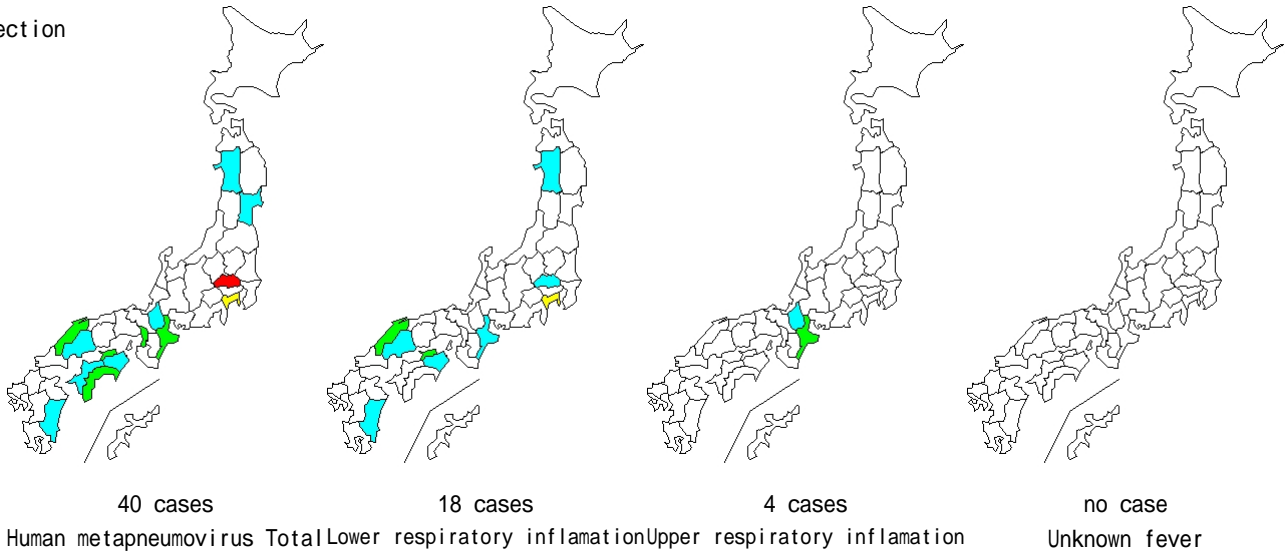 ection
40 cases 18 cases 4 cases no case
Human metapneumovirus Total Lower respiratory inflamation Upper respiratory inflamation Unknown fever